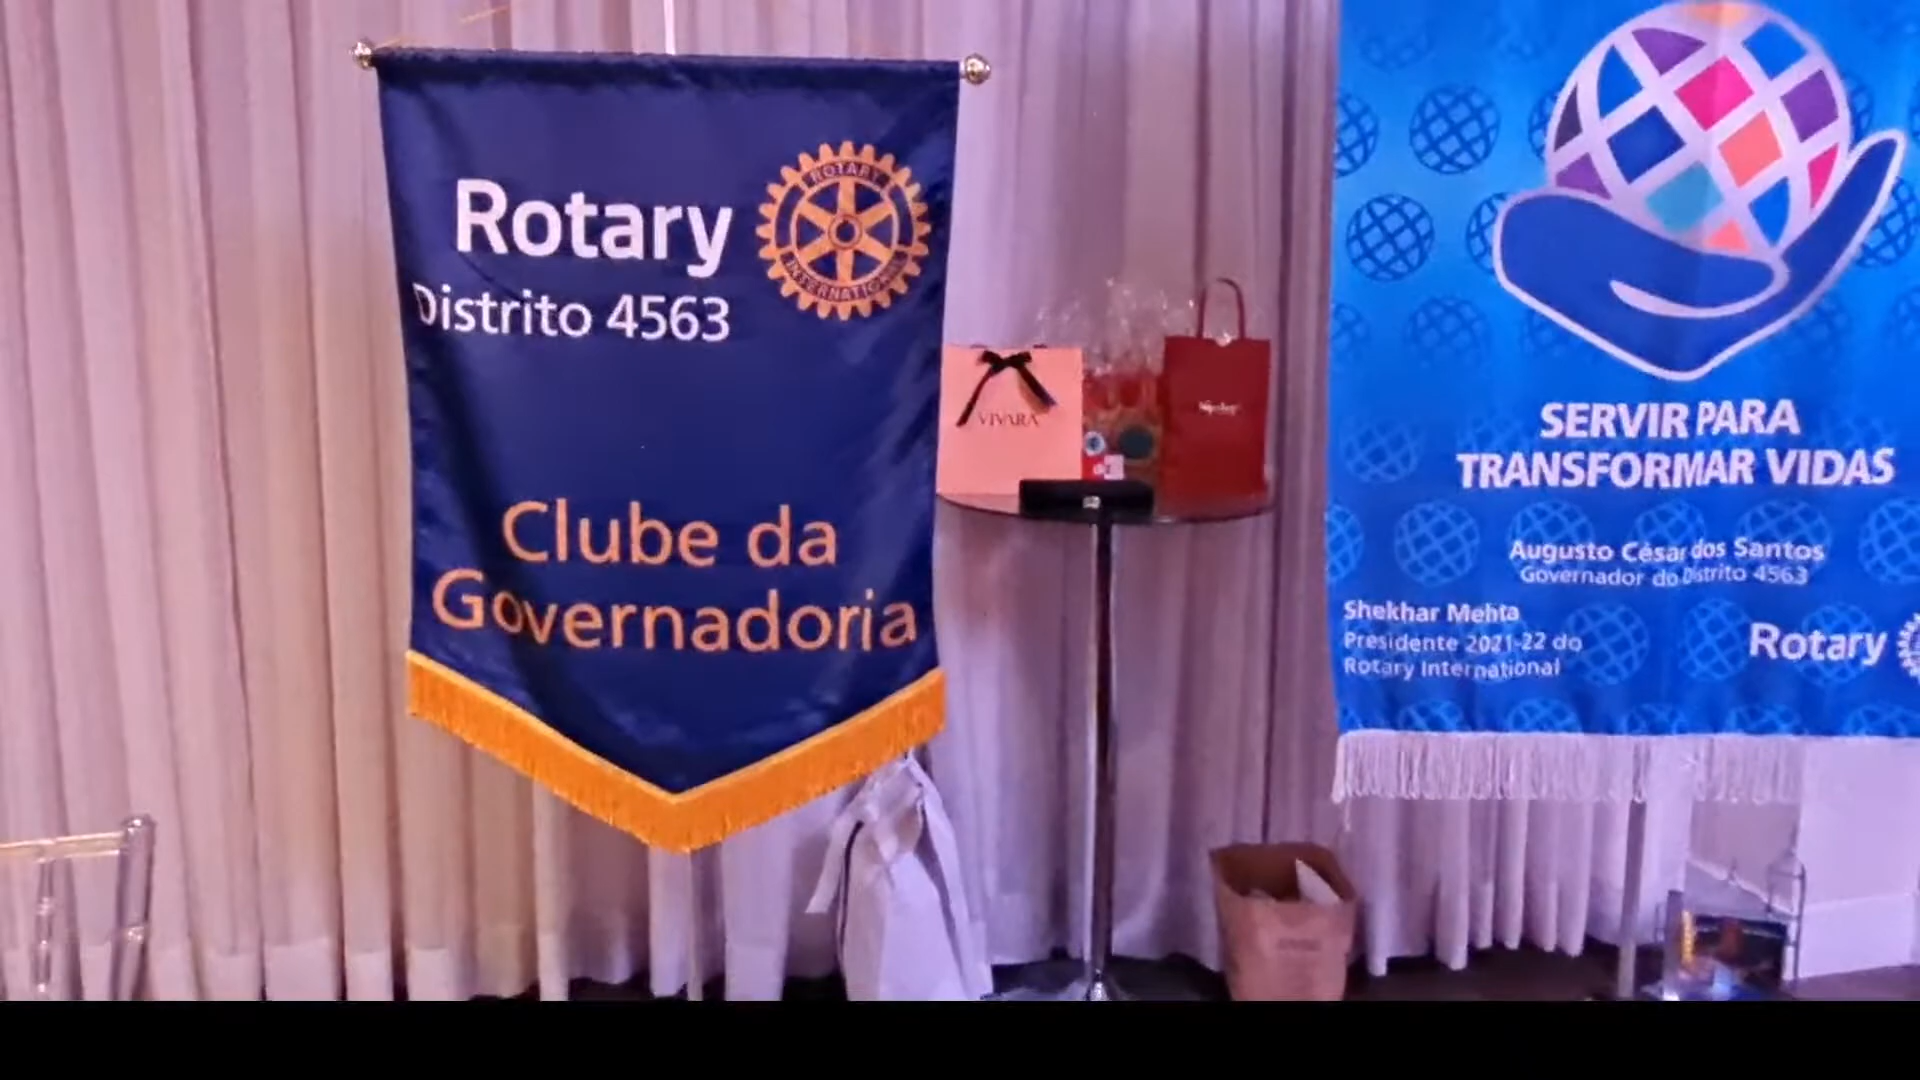 Rotary
ROTARY
INTERNATIONAL
Distrito 4563
Clube da
Governadoria
VIVARA
SERVIR PARA
TRANSFORMAR VIDAS
Augusto César dos Santos
Governador do Distrito 4563
Shekhar Mehta
Presidente 2021-22 do
Rotary International
Rotary